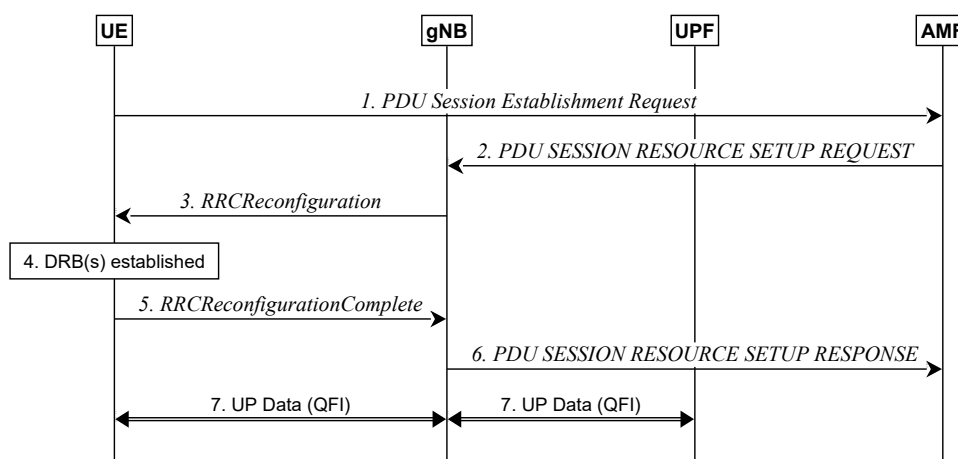 UE gNB UPF AMF
1. PDU Session Establishment Request
2. PDU SESSION RESOURCE SETUP REQUEST
3. RRCReconfiguration
4. DRB(s) established
5. RRCReconfigurationComplete
6. PDU SESSION RESOURCE SETUP RESPONSE
7. UP Data (QFI) 7. UP Data (QFI)